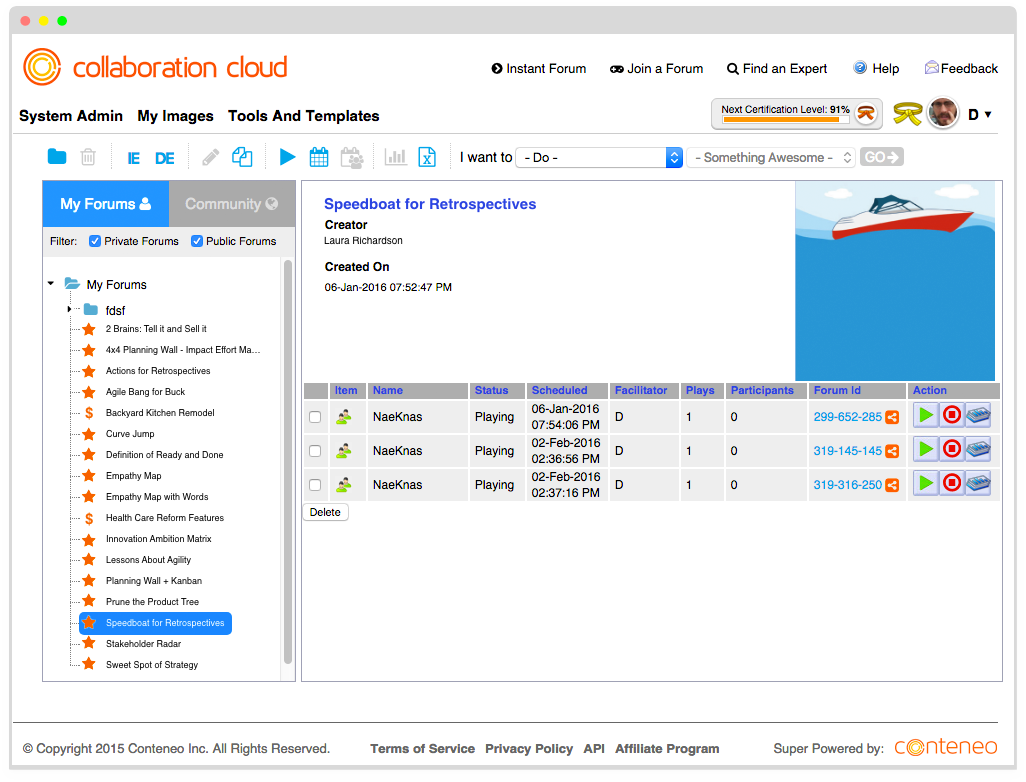 collaboration cloud
Instant Forum Join a Forum Find an Expert Help Feedback
System Admin My Images Tools And Templates
Next Certification Level: 91%
D
IE DE
I want to - Do - - Something Awesome - GO
My Forums Community
Filter: Private Forums Public Forums
My Forums
fdsf
2 Brains: Tell it and Sell it
4x4 Planning Wall - Impact Effort Ma...
Actions for Retrospectives
Agile Bang for Buck
$ Backyard Kitchen Remodel
Curve Jump
Definition of Ready and Done
Empathy Map
Empathy Map with Words
$ Health Care Reform Features
Innovation Ambition Matrix
Lessons About Agility
Planning Wall + Kanban
Prune the Product Tree
Speedboat for Retrospectives
Stakeholder Radar
Sweet Spot of Strategy
Speedboat for Retrospectives
Creator
Laura Richardson
Created On
06-Jan-2016 07:52:47 PM
Item Name Status Scheduled Facilitator Plays Participants Forum Id Action
NaeKnas Playing 06-Jan-2016 07:54:06 PM D 1 0 299-652-285
NaeKnas Playing 02-Feb-2016 02:36:56 PM D 1 0 319-145-145
NaeKnas Playing 02-Feb-2016 02:37:16 PM D 1 0 319-316-250
Delete
© Copyright 2015 Conteneo Inc. All Rights Reserved. Terms of Service Privacy Policy API Affiliate Program Super Powered by: conteneo